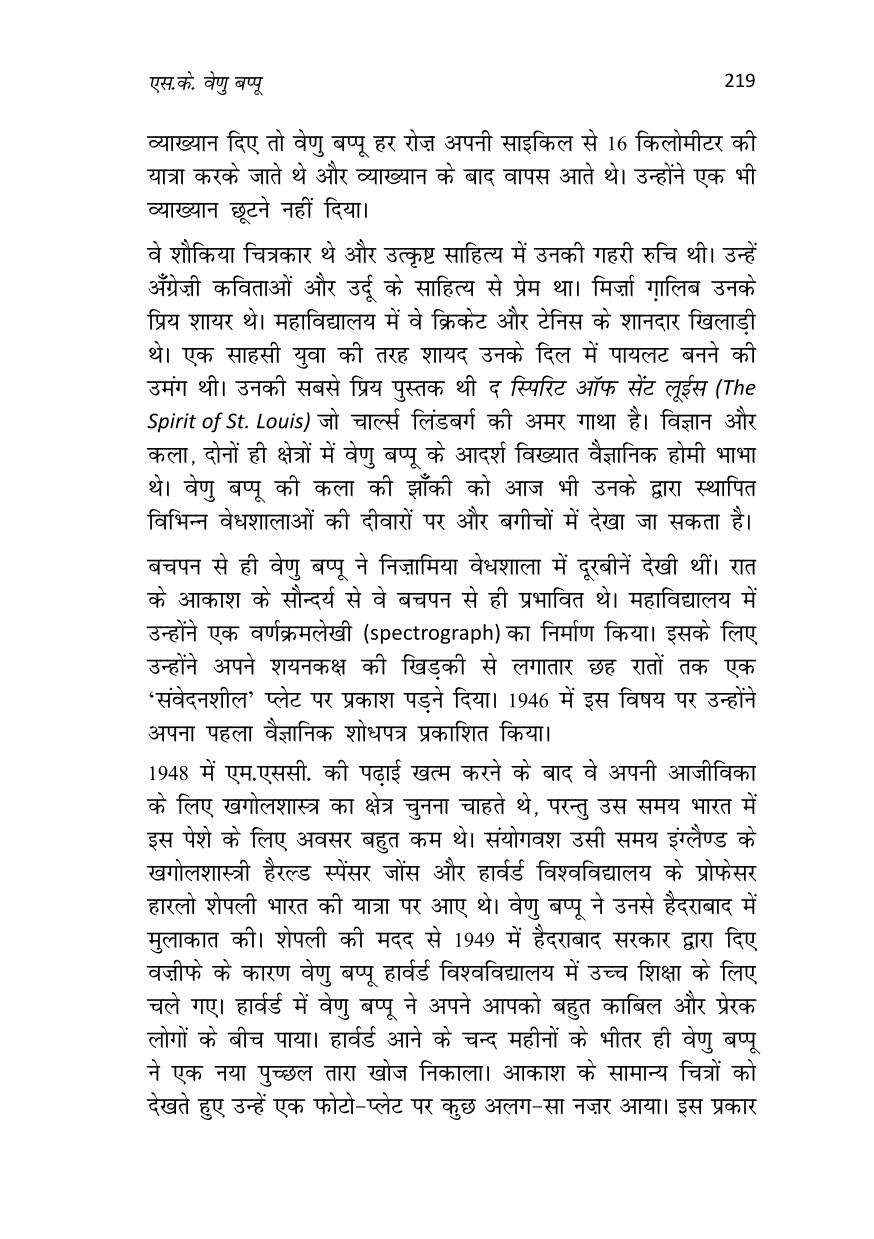 एस.के. वेणु बप्पू 219
व्याख्यान दिए तो वेणु बप्पू हर रोज़ अपनी साइकिल से 16 किलोमीटर की
यात्रा करके जाते थे और व्याख्यान के बाद वापस आते थे। उन्होंने एक भी
व्याख्यान छूटने नहीं दिया।
वे शौकिया चित्रकार थे और उत्कृष्ट साहित्य में उनकी गहरी रुचि थी। उन्हें
अँग्रेज़ी कविताओं और उर्दू के साहित्य से प्रेम था। मिर्ज़ा ग़ालिब उनके
प्रिय शायर थे। महाविद्यालय में वे क्रिकेट और टेनिस के शानदार खिलाड़ी
थे। एक साहसी युवा की तरह शायद उनके दिल में पायलट बनने की
उमंग थी। उनकी सबसे प्रिय पुस्तक थी द स्पिरिट ऑफ सेंट लूईस (The
Spirit of St. Louis) जो चार्ल्स लिंडबर्ग की अमर गाथा है। विज्ञान और
कला, दोनों ही क्षेत्रों में वेणु बप्पू के आदर्श विख्यात वैज्ञानिक होमी भाभा
थे। वेणु बप्पू की कला की झाँकी को आज भी उनके द्वारा स्थापित
विभिन्न वेधशालाओं की दीवारों पर और बगीचों में देखा जा सकता है।
बचपन से ही वेणु बप्पू ने निज़ामिया वेधशाला में दूरबीनें देखी थीं। रात
के आकाश के सौन्दर्य से वे बचपन से ही प्रभावित थे। महाविद्यालय में
उन्होंने एक वर्णक्रमलेखी (spectrograph) का निर्माण किया। इसके लिए
उन्होंने अपने शयनकक्ष की खिड़की से लगातार छह रातों तक एक
‘संवेदनशील’ प्लेट पर प्रकाश पड़ने दिया। 1946 में इस विषय पर उन्होंने
अपना पहला वैज्ञानिक शोधपत्र प्रकाशित किया।
1948 में एम.एससी. की पढ़ाई खत्म करने के बाद वे अपनी आजीविका
के लिए खगोलशास्त्र का क्षेत्र चुनना चाहते थे, परन्तु उस समय भारत में
इस पेशे के लिए अवसर बहुत कम थे। संयोगवश उसी समय इंग्लैण्ड के
खगोलशास्त्री हैरल्ड स्पेंसर जोंस और हार्वर्ड विश्वविद्यालय के प्रोफेसर
हारलो शेपली भारत की यात्रा पर आए थे। वेणु बप्पू ने उनसे हैदराबाद में
मुलाकात की। शेपली की मदद से 1949 में हैदराबाद सरकार द्वारा दिए
वज़ीफे के कारण वेणु बप्पू हार्वर्ड विश्वविद्यालय में उच्च शिक्षा के लिए
चले गए। हार्वर्ड में वेणु बप्पू ने अपने आपको बहुत काबिल और प्रेरक
लोगों के बीच पाया। हार्वर्ड आने के चन्द महीनों के भीतर ही वेणु बप्पू
ने एक नया पुच्छल तारा खोज निकाला। आकाश के सामान्य चित्रों को
देखते हुए उन्हें एक फोटो-प्लेट पर कुछ अलग-सा नज़र आया। इस प्रकार